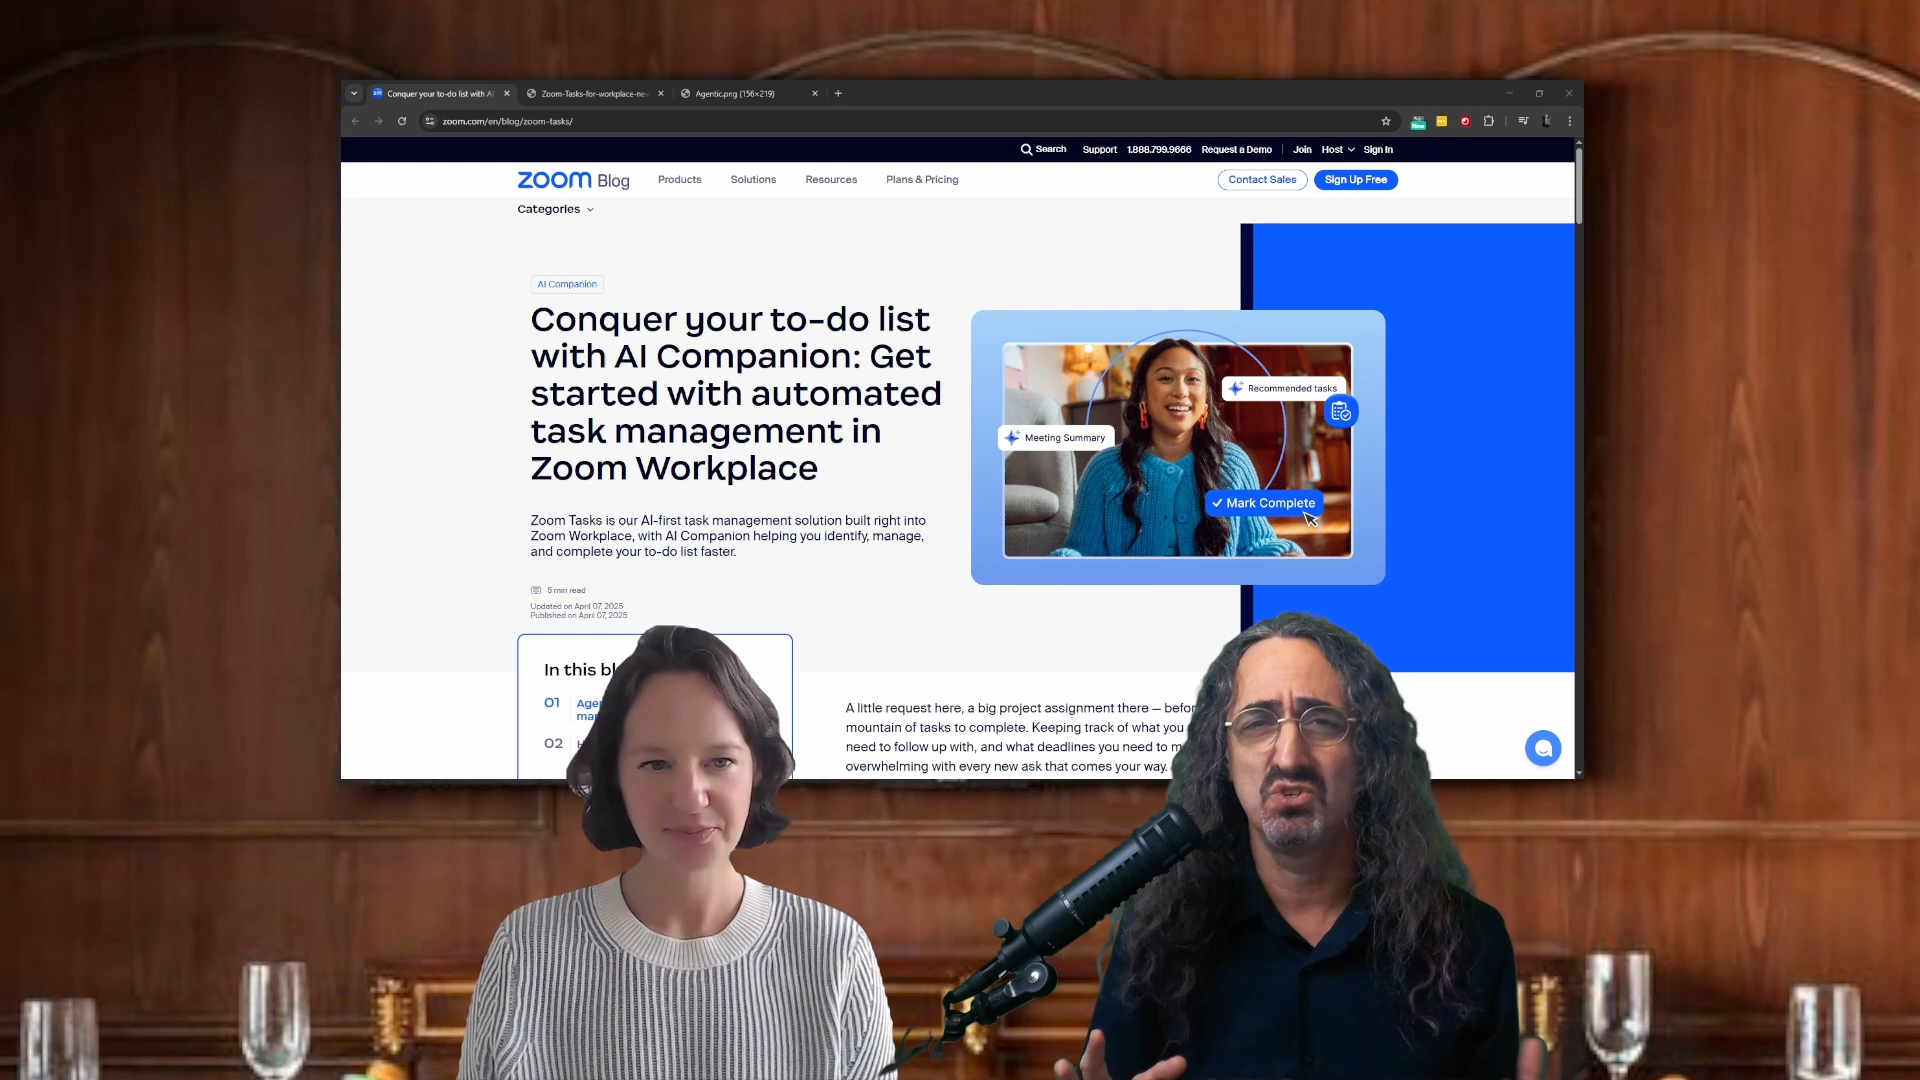 Conquer your to-do list with AI
Zoom-Tasks-for-workplace-ne
Agentic.png (156×219)
zoom.com/en/blog/zoom-tasks/
Search
Support
1.888.799.9666
Request a Demo
Join
Host
Sign In
zoom Blog
Products
Solutions
Resources
Plans & Pricing
Contact Sales
Sign Up Free
Categories
AI Companion
Conquer your to-do list
with AI Companion: Get
started with automated
task management in
Zoom Workplace
Zoom Tasks is our AI-first task management solution built right into
Zoom Workplace, with AI Companion helping you identify, manage,
and complete your to-do list faster.
5 min read
Updated on April 07, 2025
Published on April 07, 2025
Recommended tasks
Meeting Summary
Mark Complete
In this bl
01
Agen
man
02
A little request here, a big project assignment there — befor
mountain of tasks to complete. Keeping track of what you
need to follow up with, and what deadlines you need to m
overwhelming with every new ask that comes your way.